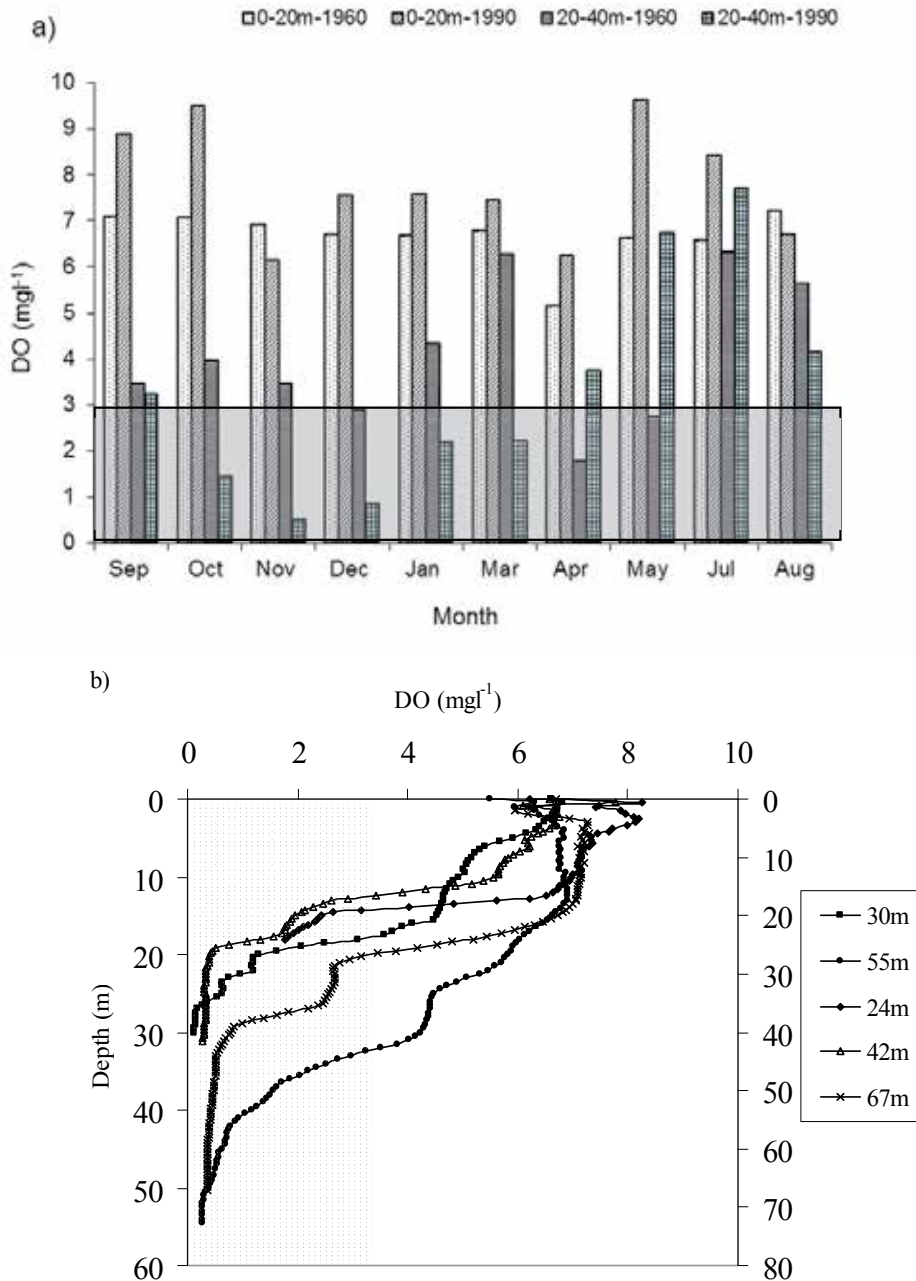 a)
0-20m-1960 0-20m-1990 20-40m-1960 20-40m-1990
10
9
8
7
6
5
4
3
2
1
0
DO (mgl-1)
Sep Oct Nov Dec Jan Mar Apr May Jul Aug
Month
b)
DO (mgl-1)
0 2 4 6 8 10
0 0
10 10
20 20
30 30
40 40
50 50
60 60
70
80
Depth (m)
30m
55m
24m
42m
67m